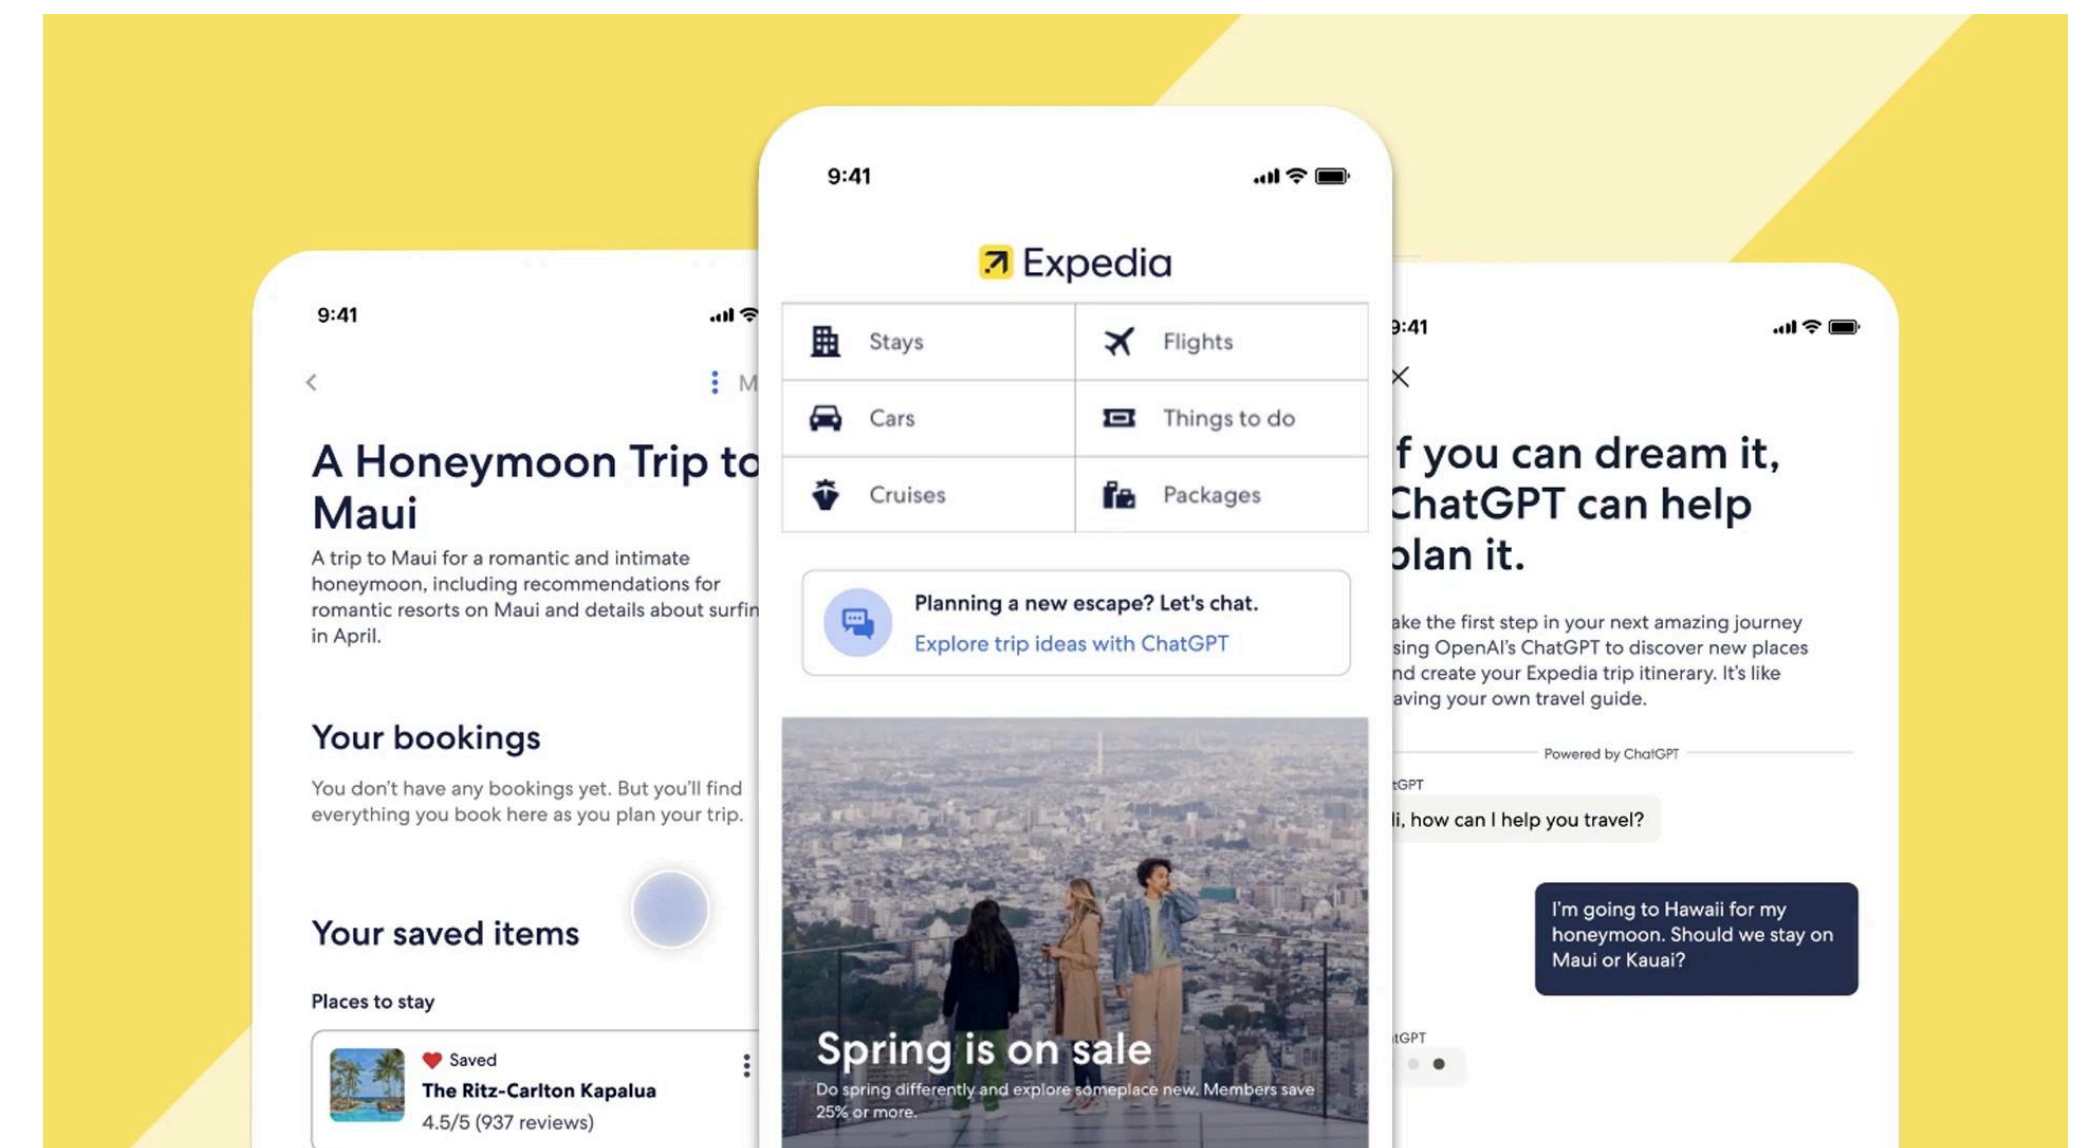 9:41
M
A Honeymoon Trip to
Maui
A trip to Maui for a romantic and intimate
honeymoon, including recommendations for
romantic resorts on Maui and details about surfin
in April.
Your bookings
You don't have any bookings yet. But you'll find
everything you book here as you plan your trip.
Your saved items
Places to stay
Saved
The Ritz-Carlton Kapalua
4.5/5 (937 reviews)
9:41
Expedia
Stays
Flights
Cars
Things to do
Cruises
Packages
Planning a new escape? Let's chat.
Explore trip ideas with ChatGPT
Spring is on sale
Do spring differently and explore someplace new. Members save
25% or more.
9:41
f you can dream it,
ChatGPT can help
plan it.
ake the first step in your next amazing journey
sing OpenAI's ChatGPT to discover new places
nd create your Expedia trip itinerary. It's like
aving your own travel guide.
Powered by ChatGPT
tGPT
li, how can I help you travel?
I'm going to Hawaii for my
honeymoon. Should we stay on
Maui or Kauai?
tGPT